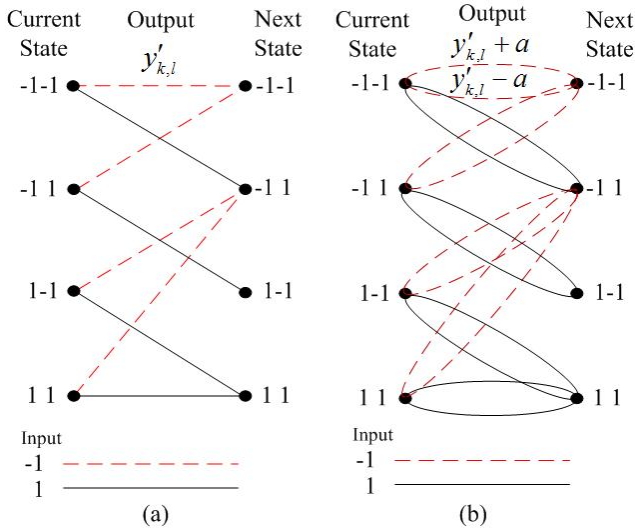 Current State
Output
y′k,l
Next State
-1-1
-1-1
-1 1
-1 1
1-1
1-1
1 1
1 1
Input
-1
1
(a)
Current State
Output
y′k,l + a
y′k,l − a
Next State
-1-1
-1-1
-1 1
-1 1
1-1
1-1
1 1
1 1
Input
-1
1
(b)